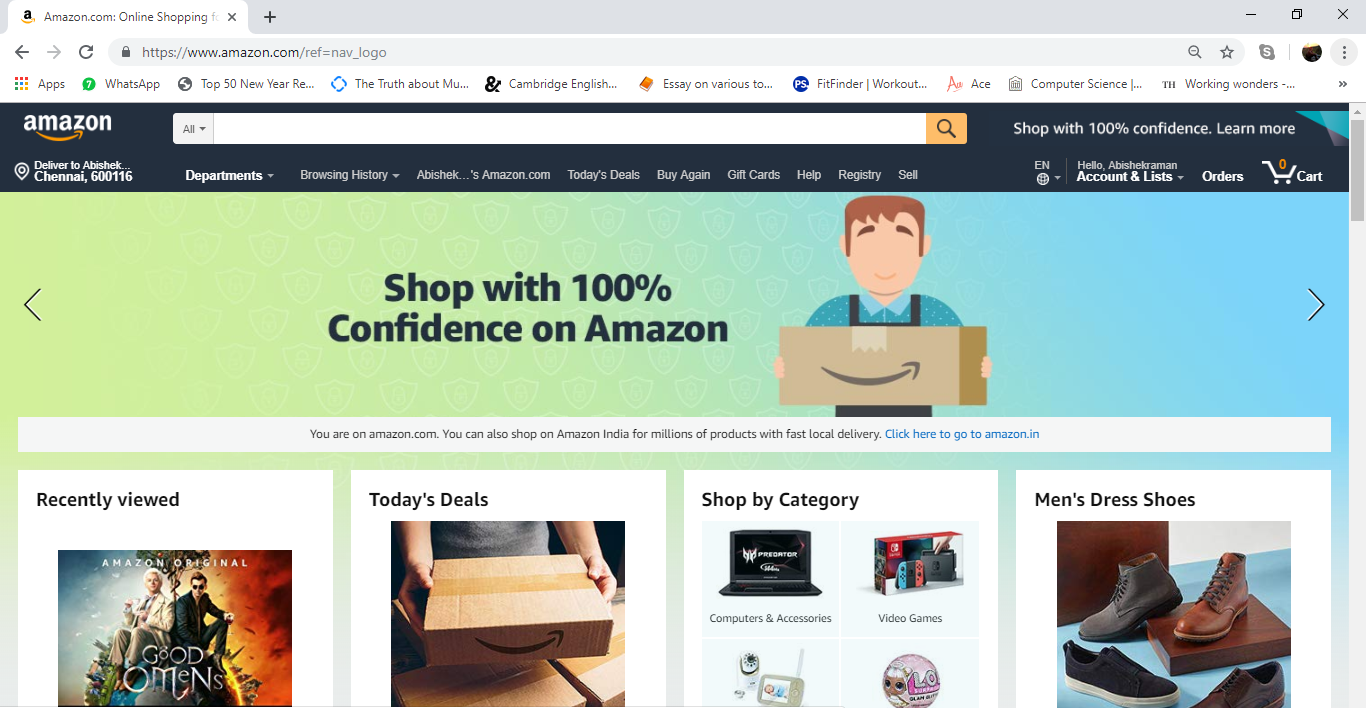 Amazon.com: Online Shopping fo
https://www.amazon.com/ref=nav_logo
Apps WhatsApp Top 50 New Year Re... The Truth about Mu... Cambridge English... Essay on various to... FitFinder | Workout... Ace Computer Science |... TH Working wonders -...
amazon
All
Shop with 100% confidence. Learn more
Deliver to Abishek...
Chennai, 600116
Departments Browsing History Abishek...'s Amazon.com Today's Deals Buy Again Gift Cards Help Registry Sell
EN
Hello, Abishekraman
Account & Lists
Orders
0
Cart
Shop with 100%
Confidence on Amazon
You are on amazon.com. You can also shop on Amazon India for millions of products with fast local delivery. Click here to go to amazon.in
Recently viewed
AMAZON ORIGINAL
GOOD
OMENS
Today's Deals
Shop by Category
PREDATOR
Computers & Accessories
Video Games
L.O.L.
SURPRISE
Men's Dress Shoes